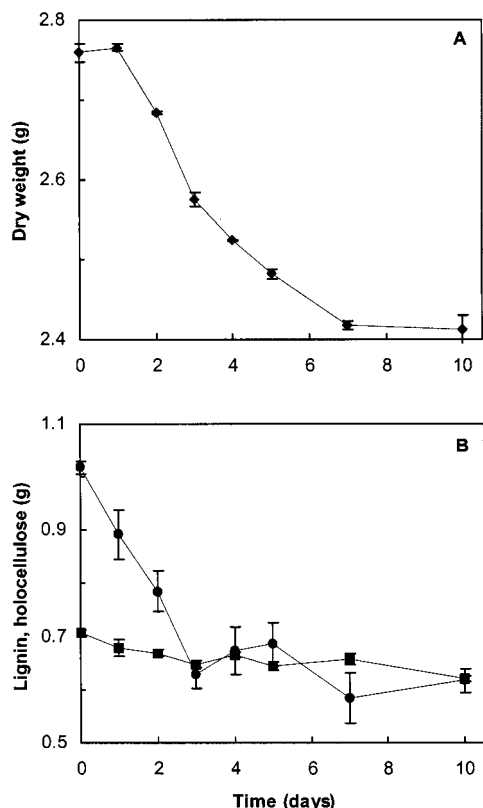 A
Dry weight (g)
2.8
2.6
2.4
0 2 4 6 8 10
B
Lignin, holocellulose (g)
1.1
0.9
0.7
0.5
0 2 4 6 8 10
Time (days)